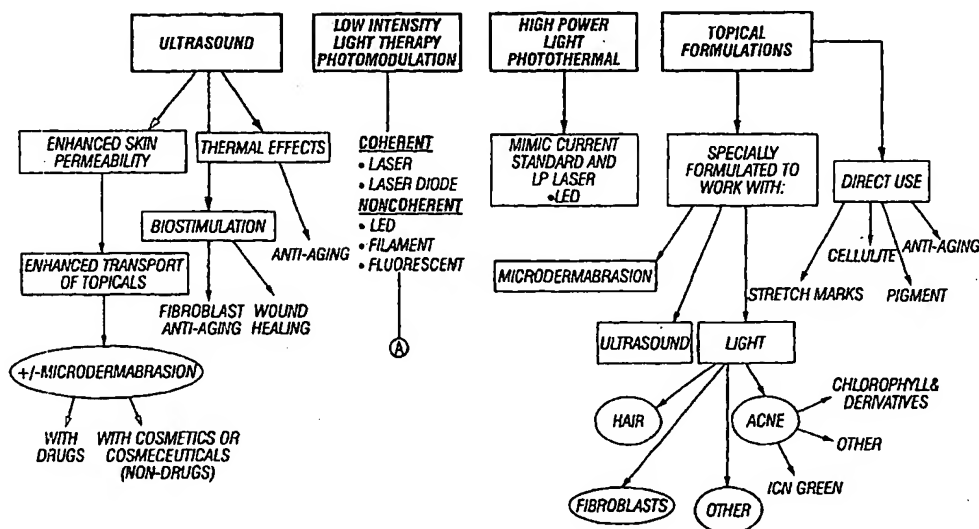 ULTRASOUND
LOW INTENSITY
LIGHT THERAPY
PHOTOMODULATION
HIGH POWER
LIGHT
PHOTOTHERMAL
TOPICAL
FORMULATIONS
ENHANCED SKIN
PERMEABILITY
THERMAL EFFECTS
BIOSTIMULATION
ANTI-AGING
ENHANCED TRANSPORT
OF TOPICALS
FIBROBLAST
ANTI-AGING
WOUND
HEALING
+/-MICRODERMABRASION
WITH
DRUGS
WITH COSMETICS OR
COSMECEUTICALS
(NON-DRUGS)
COHERENT
• LASER
• LASER DIODE
NONCOHERENT
• LED
• FILAMENT
• FLUORESCENT
A
MIMIC CURRENT
STANDARD AND
LP LASER
•LED
SPECIALLY
FORMULATED TO
WORK WITH:
DIRECT USE
MICRODERMABRASION
CELLULITE
ANTI-AGING
STRETCH MARKS
PIGMENT
ULTRASOUND
LIGHT
HAIR
ACNE
CHLOROPHYLL&
DERIVATIVES
OTHER
ICN GREEN
FIBROBLASTS
OTHER